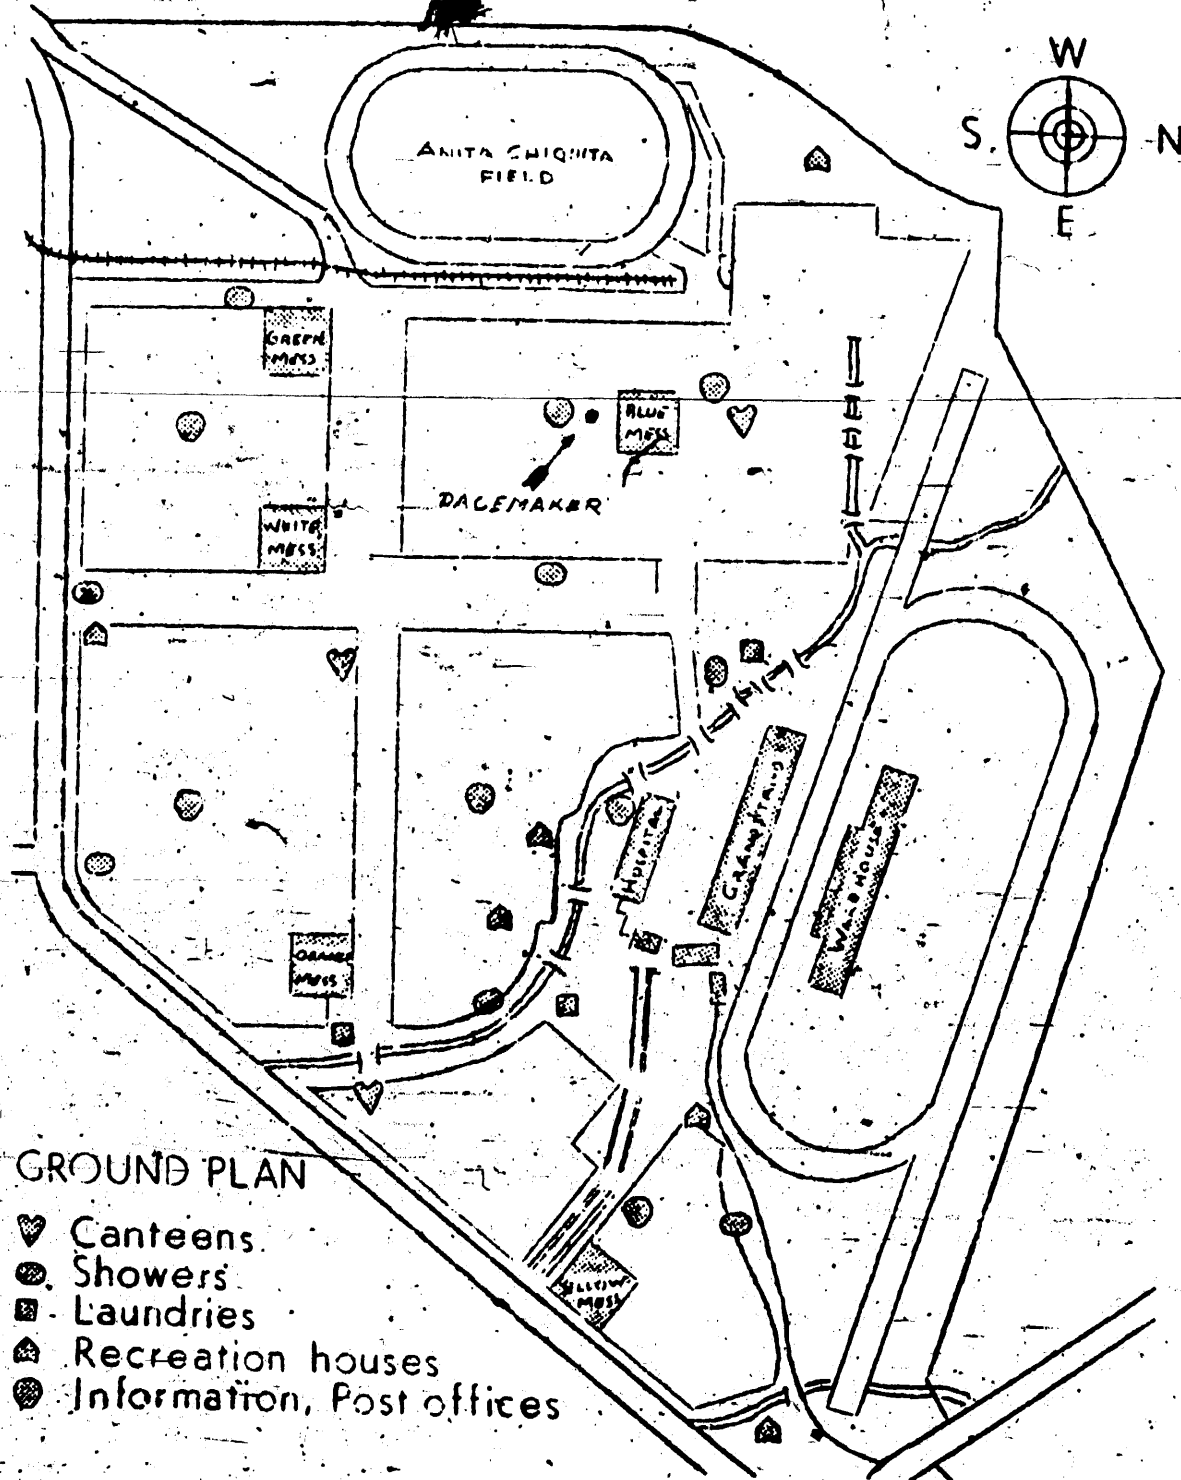 W
S. N
E
ANITA CHIQUITA
FIELD
GREEN
MESS
BLUE
MESS
PACEMAKER
WHITE
MESS
GRANDSTAND
HOSPITAL
WARDHOUSE
ORANGE
MESS
YELLOW
MESS
GROUND PLAN
Canteens.
Showers
Laundries
Recreation houses
Information, Post offices